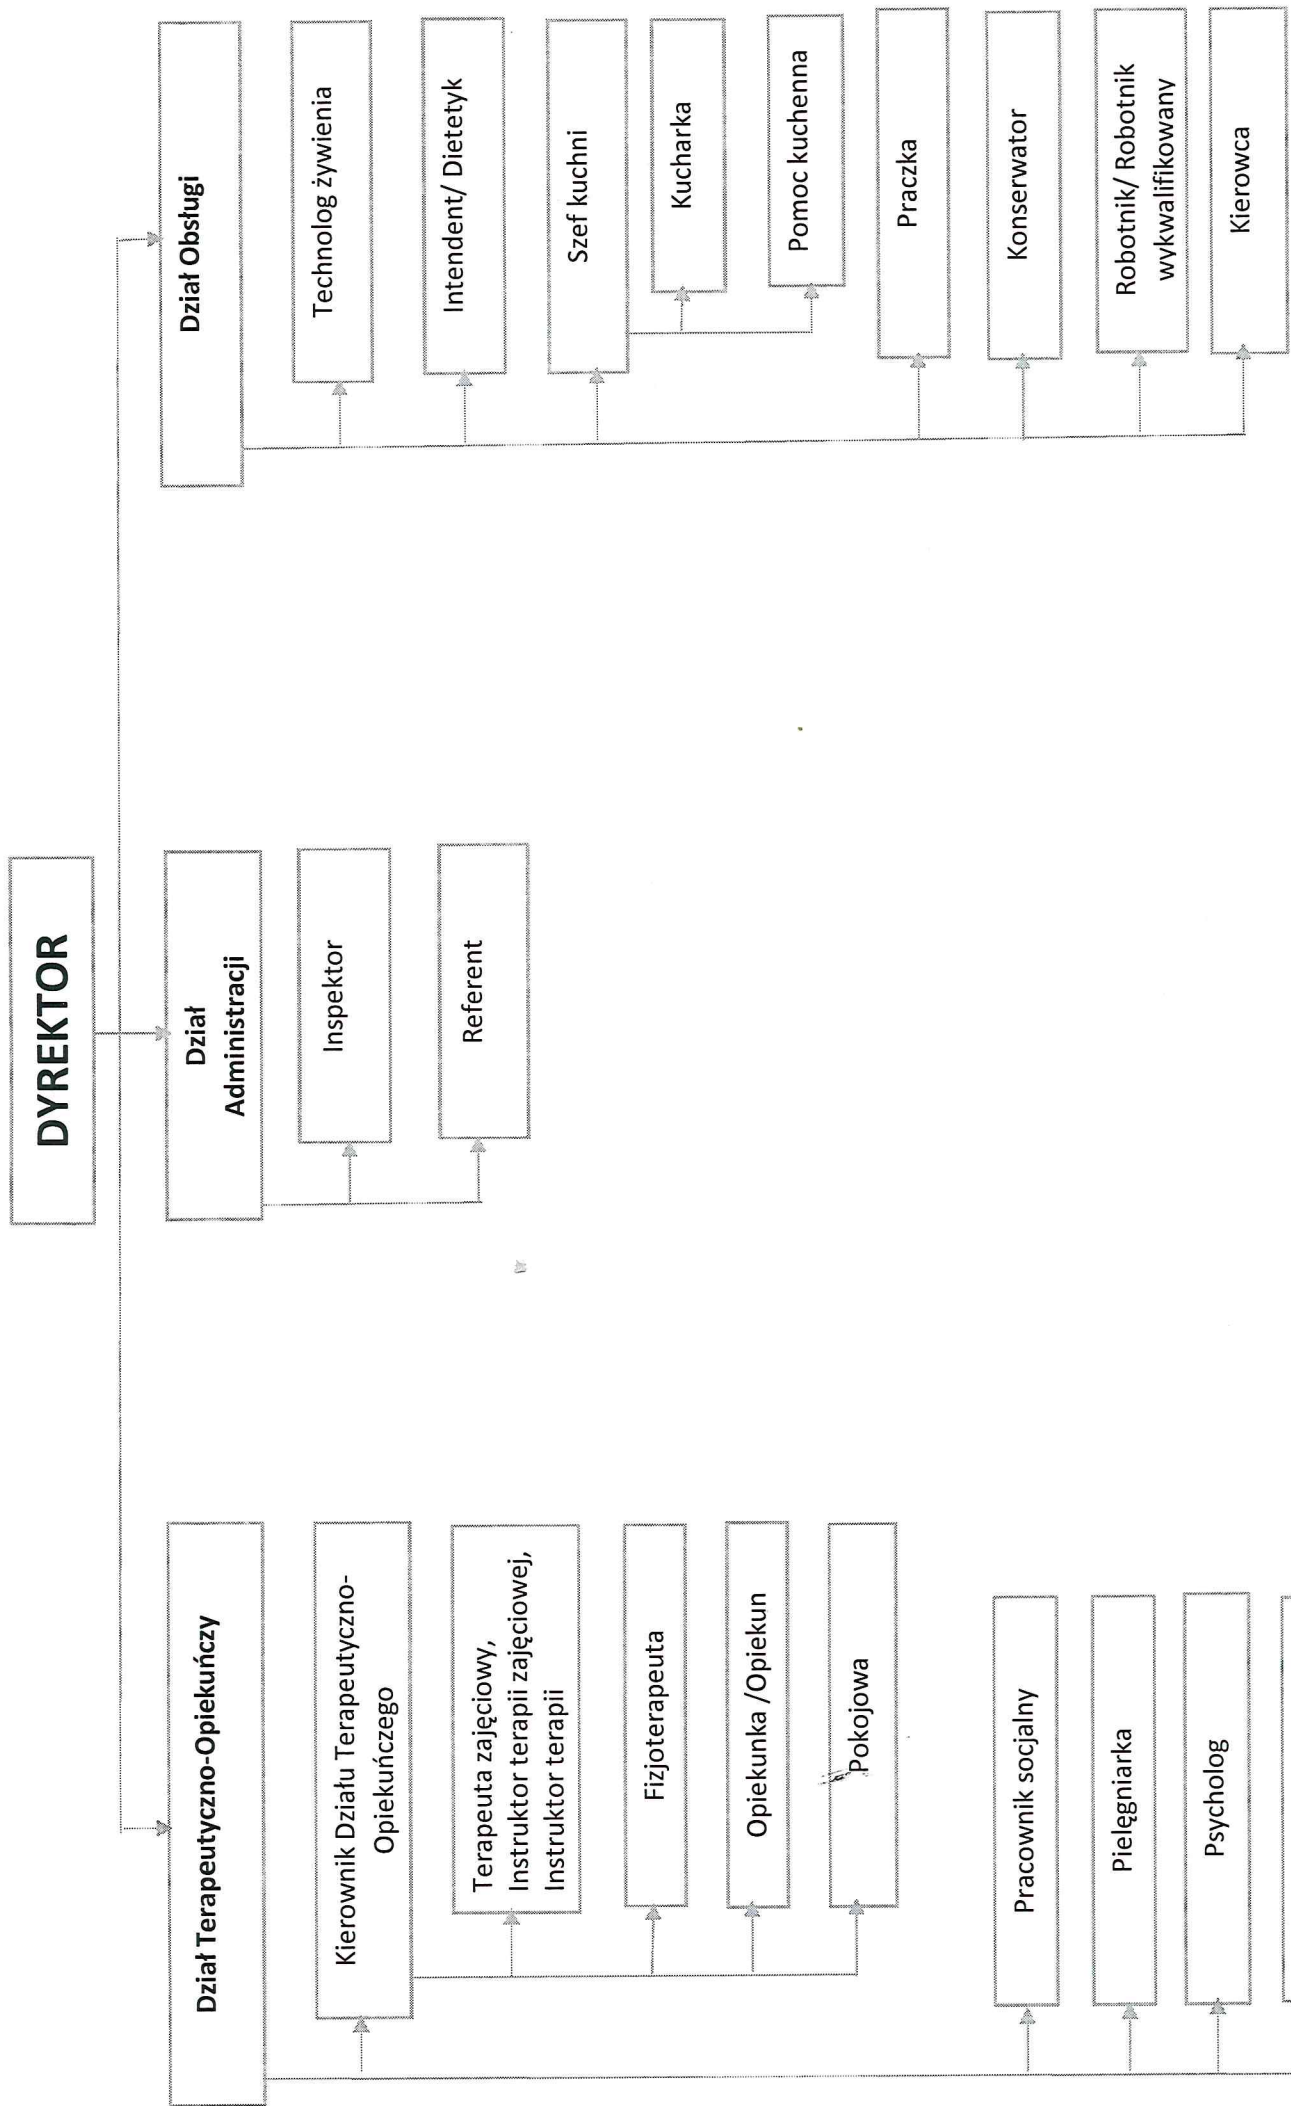 DYREKTOR
Dział Terapeutyczno-Opiekuńczy
Kierownik Działu Terapeutyczno-
Opiekuńczego
Terapeuta zajęciowy,
Instruktor terapii zajęciowej,
Instruktor terapii
Fizjoterapeuta
Opiekunka /Opiekun
Pokojowa
Pracownik socjalny
Pielęgniarka
Psycholog
Dział
Administracji
Inspektor
Referent
Dział Obsługi
Technolog żywienia
Intendent/ Dietetyk
Szef kuchni
Kucharka
Pomoc kuchenna
Praczka
Konserwator
Robotnik/ Robotnik
wykwalifikowany
Kierowca